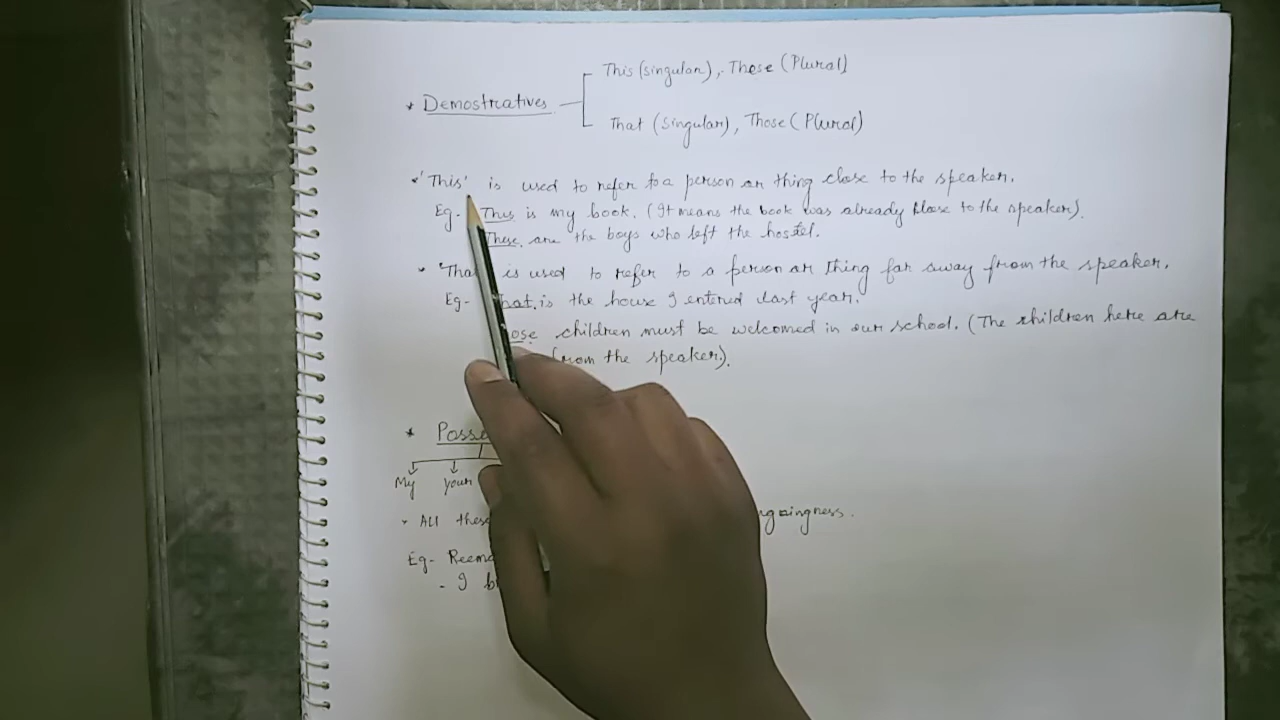 This (singular), These (Plural)
* Demostratives
That (Singular), Those (Plural)
'This' is used to refer to a person or thing close to the speaker.
Eg- This is my book. (It means the book was already close to the speaker).
These are the boys who left the hostel.
is used to refer to a person or thing far away from the speaker.
Eg- is the house I entered last year.
children must be welcomed in our school. (The children here are
from the speaker.)
*
My your
* All these
Eg-
- I